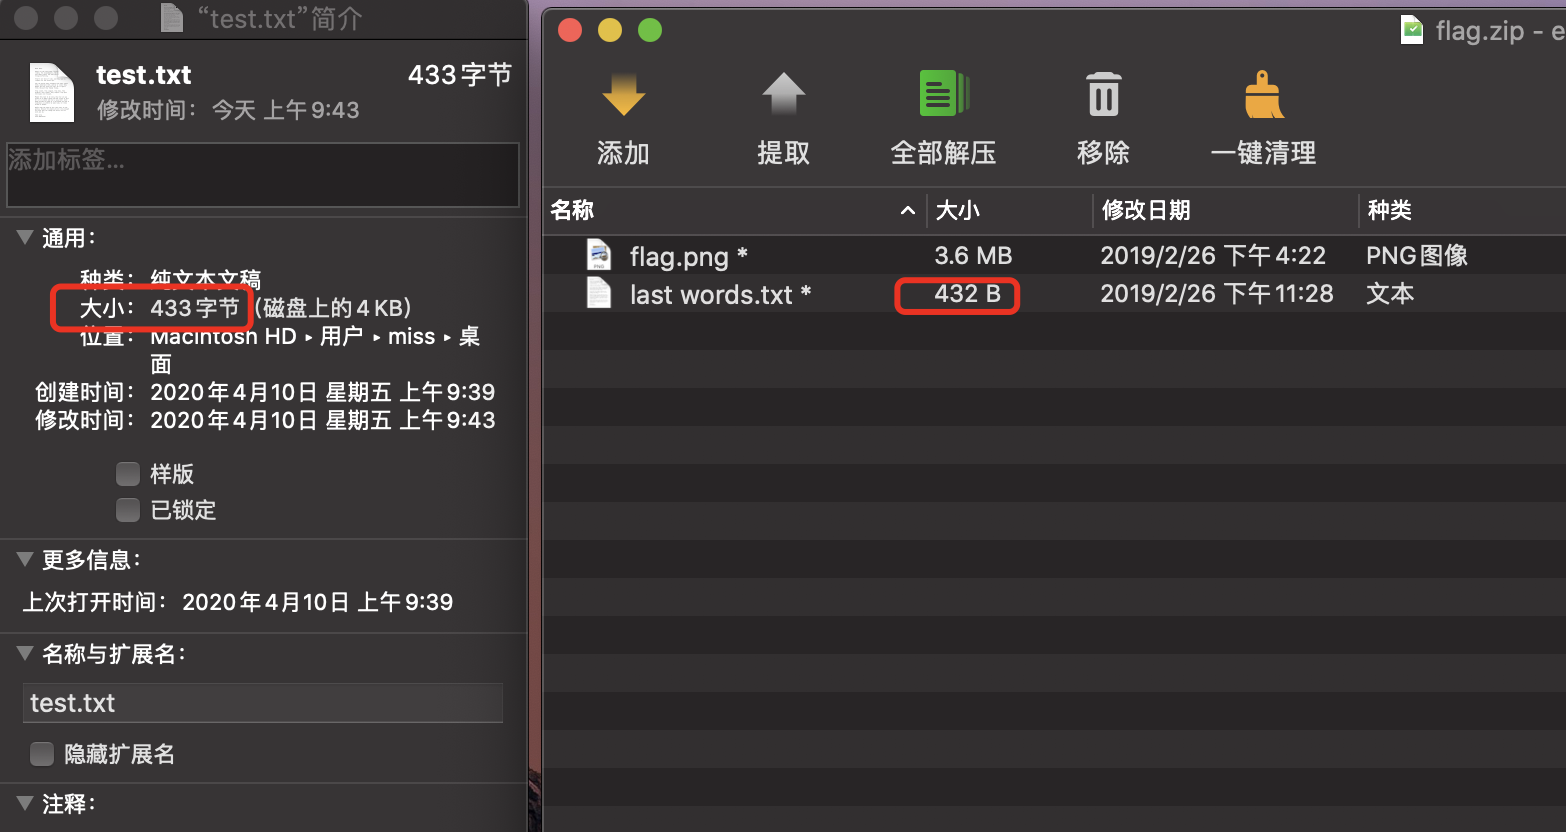 “test.txt”简介
test.txt 433字节
修改时间：今天 上午9:43
添加标签...
通用：
种类：纯文本文稿
大小：433字节（磁盘上的4 KB）
位置：Macintosh HD ▸ 用户 ▸ miss ▸ 桌
面
创建时间：2020年4月10日 星期五 上午9:39
修改时间：2020年4月10日 星期五 上午9:43
样版
已锁定
更多信息：
上次打开时间：2020年4月10日 上午9:39
名称与扩展名：
test.txt
隐藏扩展名
注释：
flag.zip - e
添加 提取 全部解压 移除 一键清理
名称 大小 修改日期 种类
flag.png * 3.6 MB 2019/2/26 下午4:22 PNG图像
last words.txt * 432 B 2019/2/26 下午11:28 文本
PNG